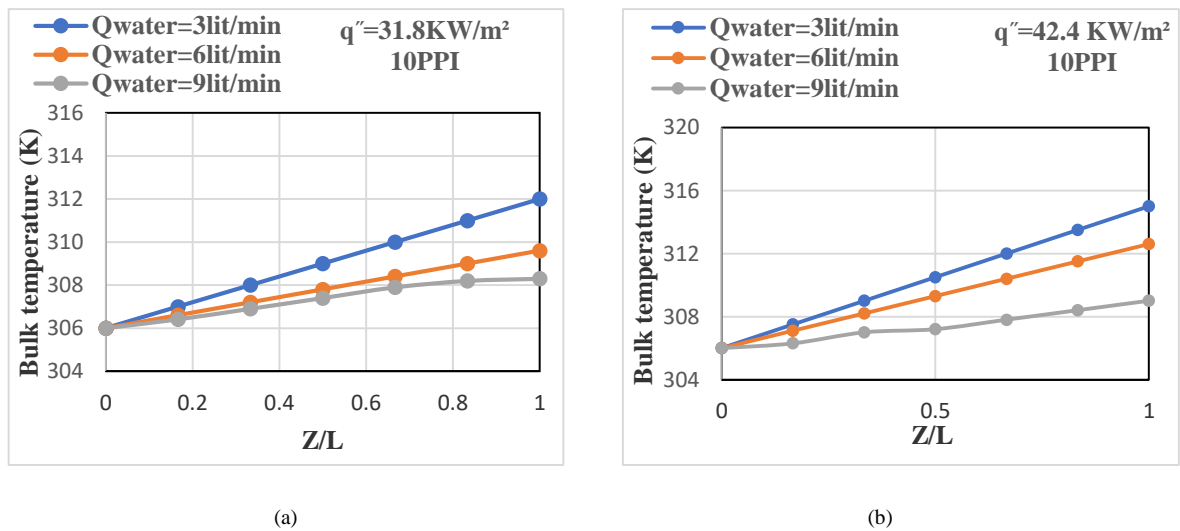 Qwater=3lit/min
Qwater=6lit/min
Qwater=9lit/min
q˝=31.8KW/m²
10PPI
316
314
312
310
308
306
304
Bulk temperature (K)
0 0.2 0.4 0.6 0.8 1
Z/L
(a)
Qwater=3lit/min
Qwater=6lit/min
Qwater=9lit/min
q˝=42.4 KW/m²
10PPI
320
316
312
308
304
Bulk temperature (K)
0 0.5 1
Z/L
(b)